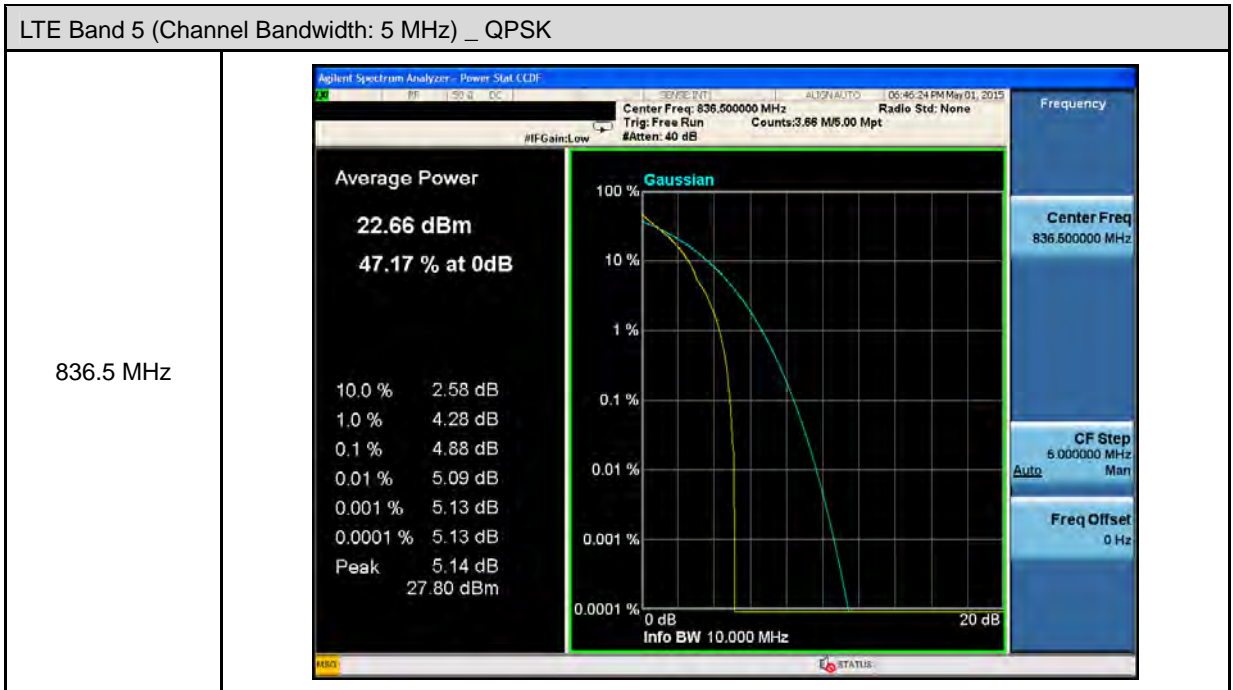 LTE Band 5 (Channel Bandwidth: 5 MHz) _ QPSK
836.5 MHz
Agilent Spectrum Analyzer - Power Stat CCDF
RF 50 Ω DC SENSE:INT ALIGN AUTO 06:46:24 PM May 01, 2015
Center Freq: 836.500000 MHz Radio Std: None
Trig: Free Run Counts:3.66 M/5.00 Mpt
#IFGain:Low #Atten: 40 dB
Frequency
Average Power
22.66 dBm
47.17 % at 0dB
10.0 % 2.58 dB
1.0 % 4.28 dB
0.1 % 4.88 dB
0.01 % 5.09 dB
0.001 % 5.13 dB
0.0001 % 5.13 dB
Peak 5.14 dB
27.80 dBm
Gaussian
100 %
10 %
1 %
0.1 %
0.01 %
0.001 %
0.0001 %
0 dB 20 dB
Info BW 10.000 MHz
Center Freq
836.500000 MHz
CF Step
5.000000 MHz
Auto Man
Freq Offset
0 Hz
MSG STATUS